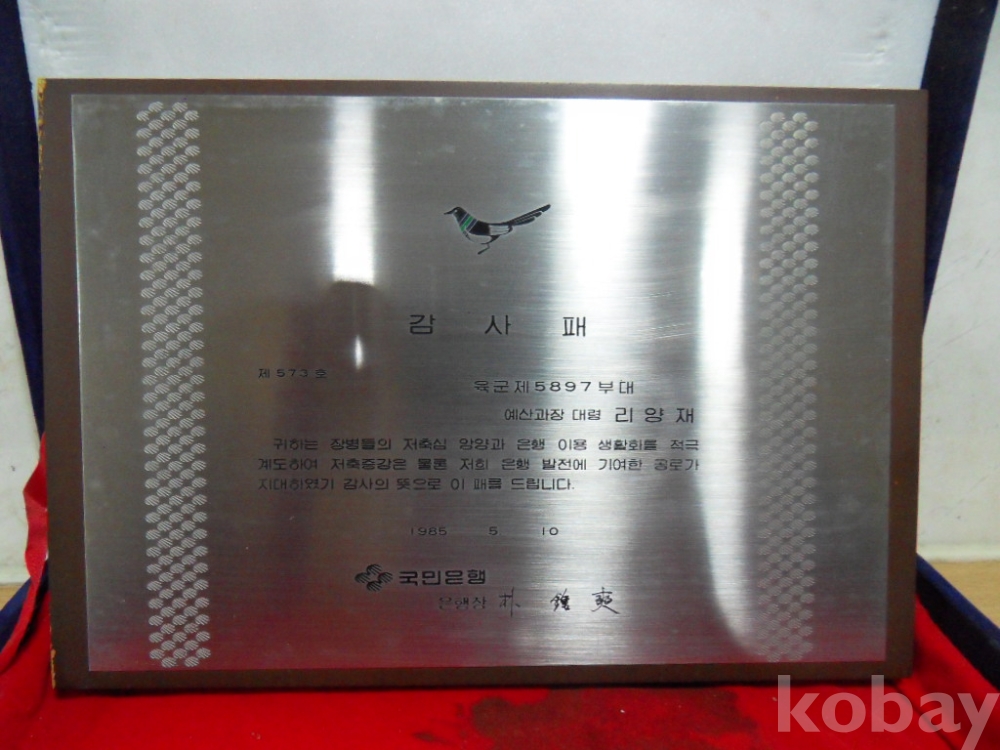 감 사 패
제 573 호
육군제5897부대
예산과장 대령 리양재
귀하는 장병들의 저축심 앙양과 은행 이용 생활화를 적극
계도하여 저축증강은 물론 저희 은행 발전에 기여한 공로가
지대하였기 감사의 뜻으로 이 패를 드립니다.
1985 5 10
국민은행
은행장 朴
kobay